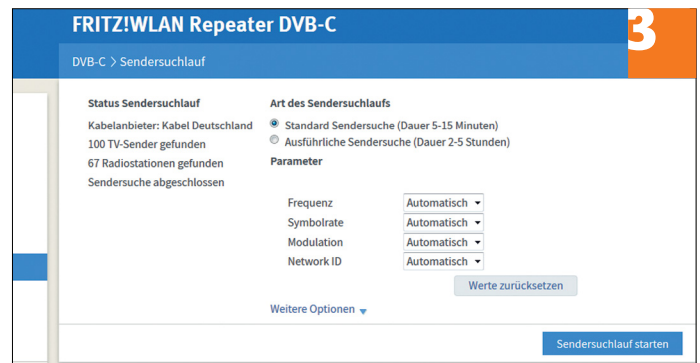 FRITZ!WLAN Repeater DVB-C
3
DVB-C > Sendersuchlauf
Status Sendersuchlauf
Kabelanbieter: Kabel Deutschland
100 TV-Sender gefunden
67 Radiostationen gefunden
Sendersuche abgeschlossen
Art des Sendersuchlaufs
Standard Sendersuche (Dauer 5-15 Minuten)
Ausführliche Sendersuche (Dauer 2-5 Stunden)
Parameter
Frequenz Automatisch
Symbolrate Automatisch
Modulation Automatisch
Network ID Automatisch
Werte zurücksetzen
Weitere Optionen
Sendersuchlauf starten